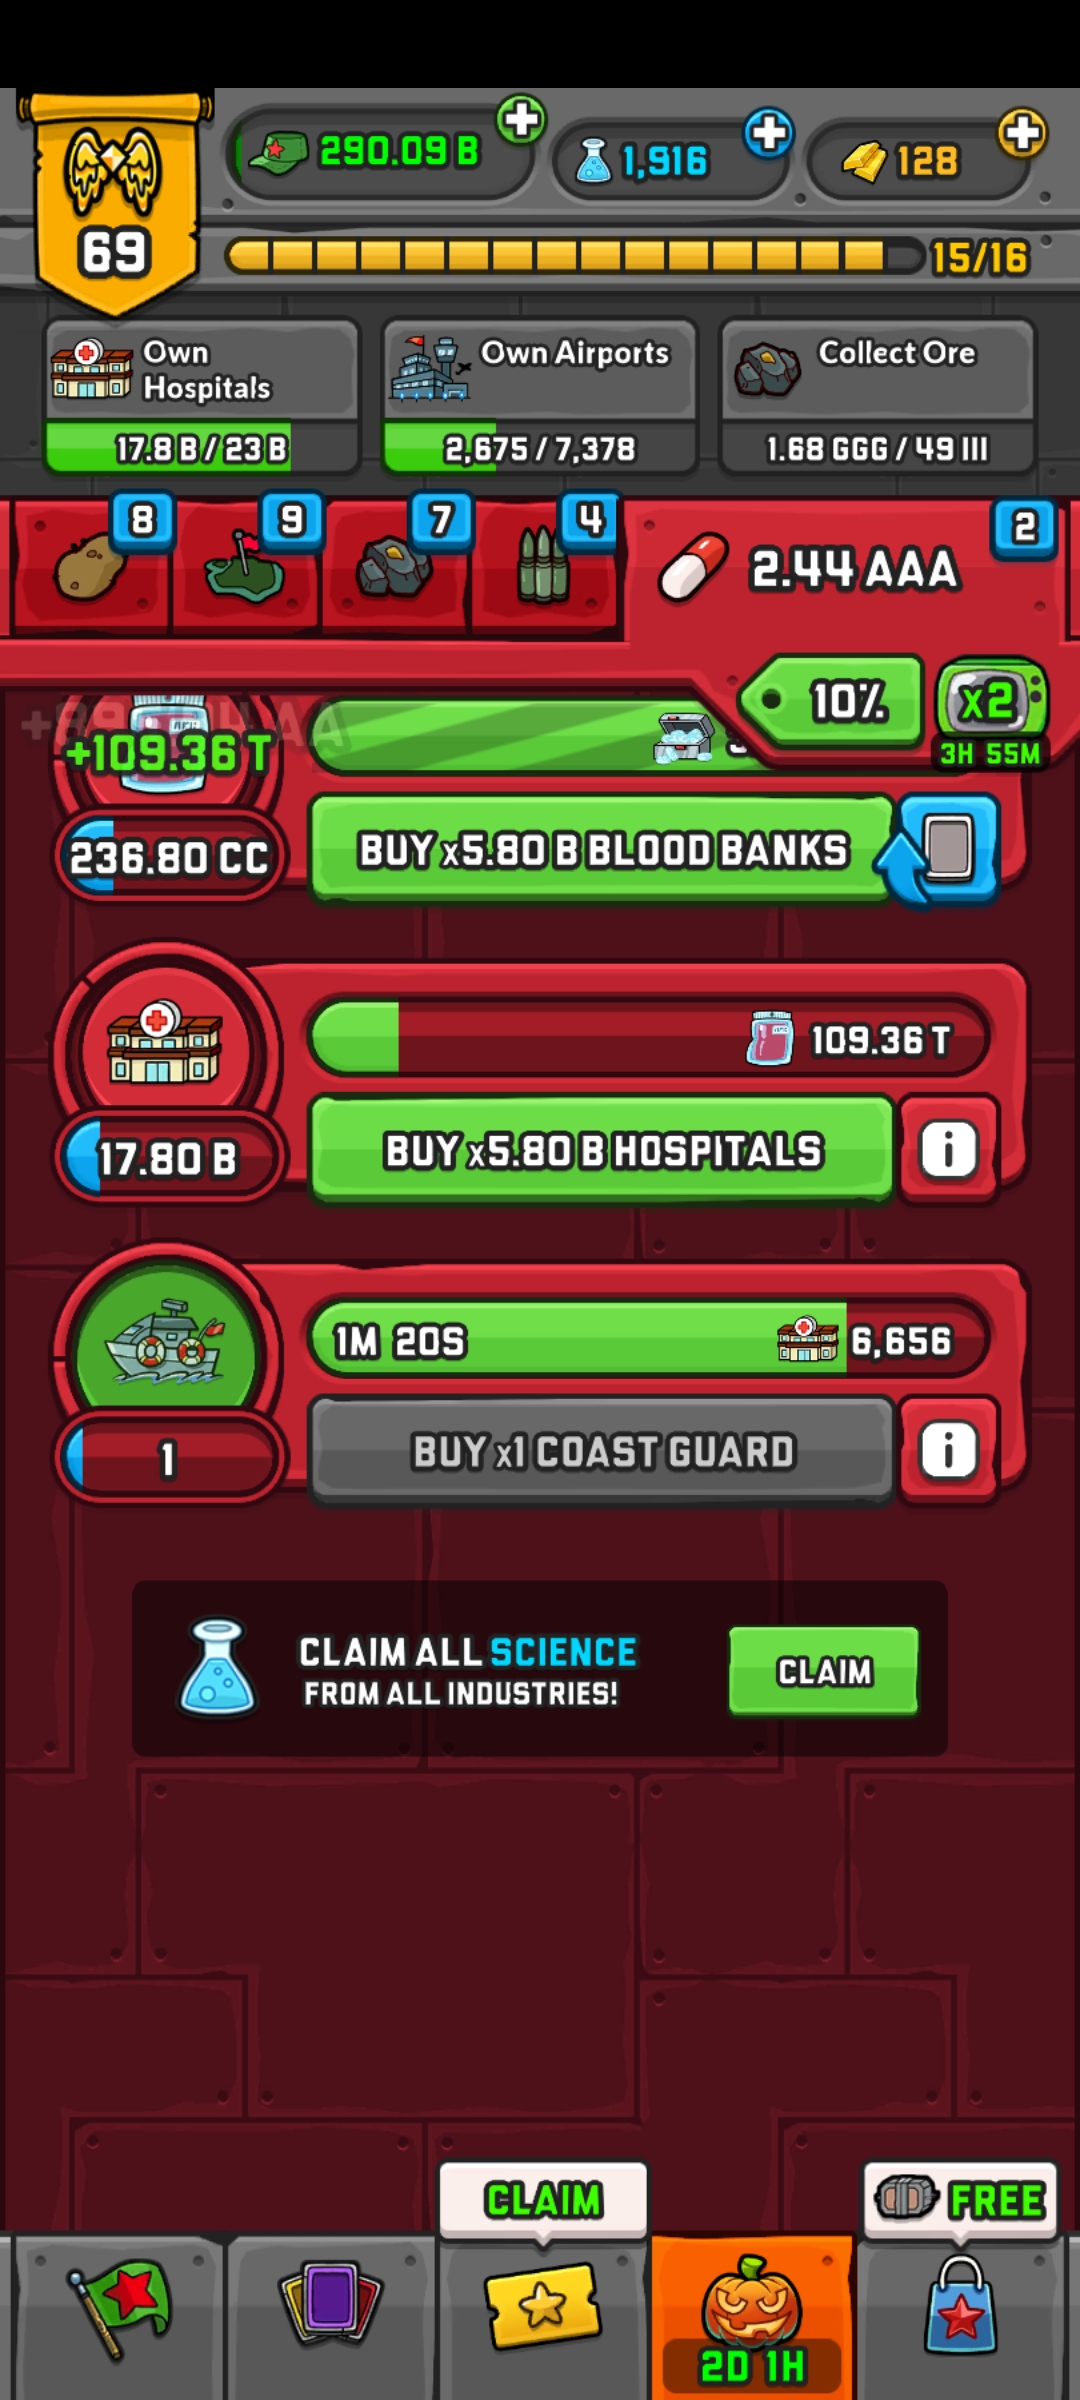 290.09 B
1,916
128
69
15/16
Own Hospitals
17.8 B / 23 B
Own Airports
2,675 / 7,378
Collect Ore
1.68 GGG / 49 III
8
9
7
4
2.44 AAA
2
10%
x2
3H 55M
+109.36 T
236.80 CC
BUY x5.80 B BLOOD BANKS
109.36 T
17.80 B
BUY x5.80 B HOSPITALS
i
1M 20S
6,656
1
BUY x1 COAST GUARD
i
CLAIM ALL SCIENCE
FROM ALL INDUSTRIES!
CLAIM
CLAIM
FREE
2D 1H